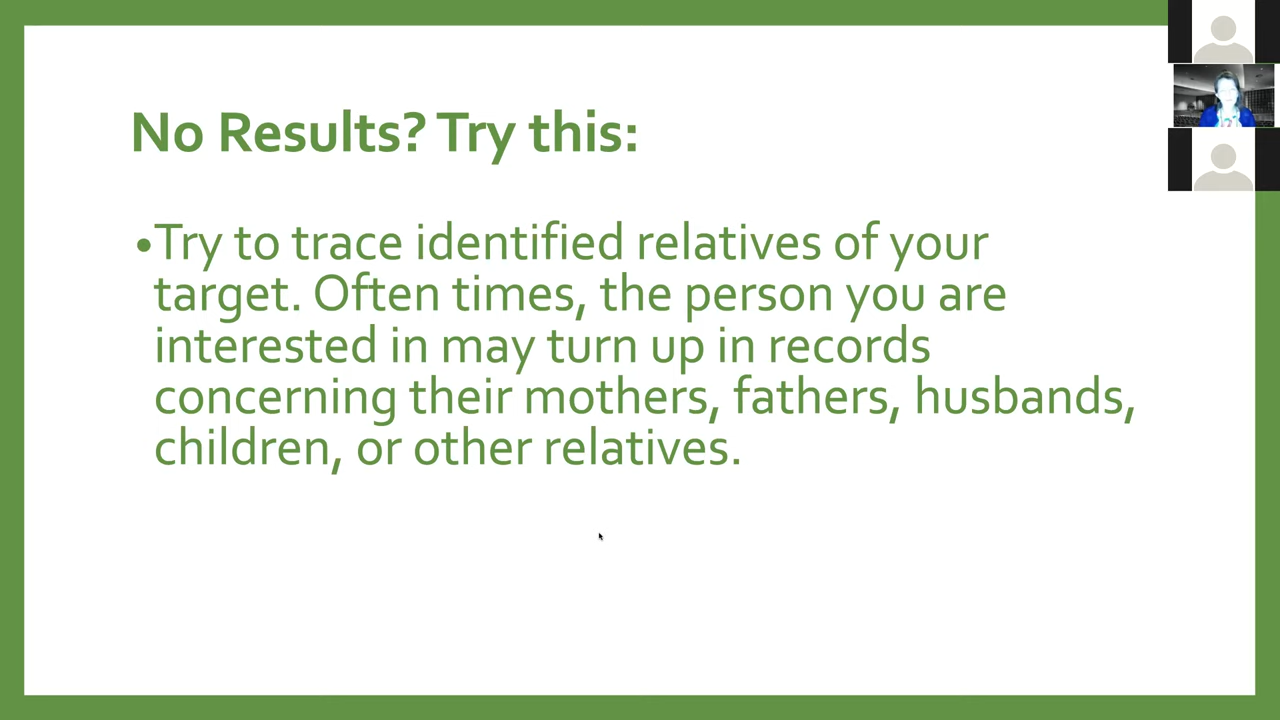 No Results? Try this:
•Try to trace identified relatives of your
target. Often times, the person you are
interested in may turn up in records
concerning their mothers, fathers, husbands,
children, or other relatives.